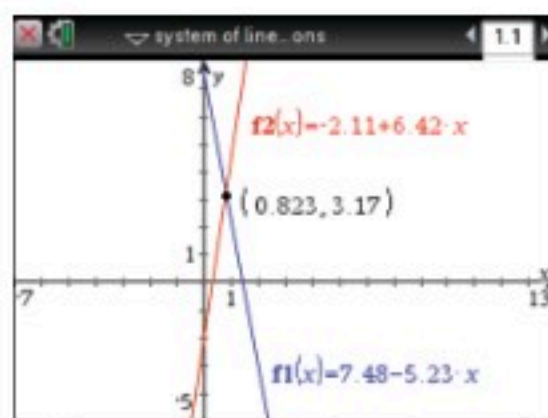 system of line...ons 1.1
8 y
f2(x)=-2.11+6.42·x
(0.823,3.17)
1
x
-7 1 13
f1(x)=7.48-5.23·x
-5